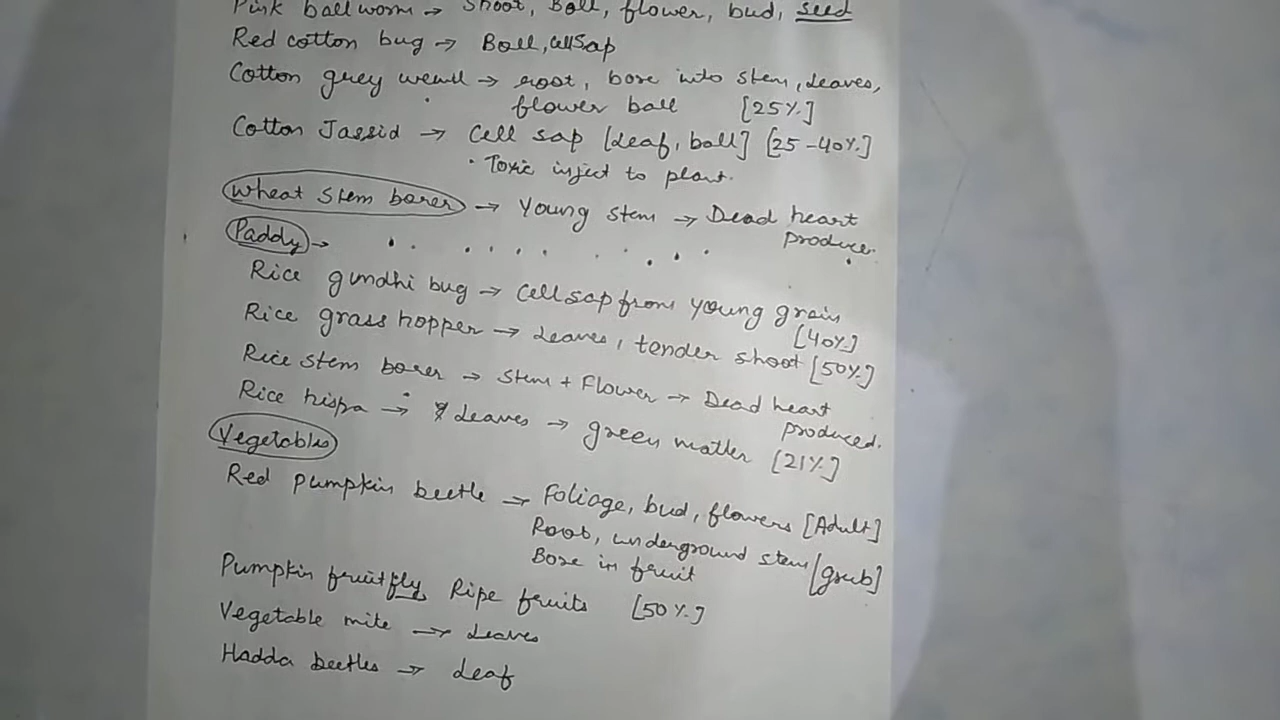 Pink ballworm → Shoot, Boll, flower, bud, seed
Red cotton bug → Boll, cell sap
Cotton grey weevil → root, bore into stem, leaves,
flower ball [25%]
Cotton Jassid → Cell sap [leaf, ball] [25-40%]
• Toxic inject to plant.
Wheat stem borer → Young stem → Dead heart
produce.
Paddy →
Rice gundhi bug → Cell sap from young grain
[40%]
Rice grass hopper → Leaves, tender shoot [50%]
Rice stem borer → Stem + Flower → Dead heart
produced.
Rice hispa → Leaves → green matter [21%]
Vegetables
Red pumpkin beetle → Foliage, bud, flowers [Adult]
Root, underground stem [grub]
Bore in fruit
Pumpkin fruitfly Ripe fruits [50%]
Vegetable mite → Leaves
Hadda beetles → Leaf